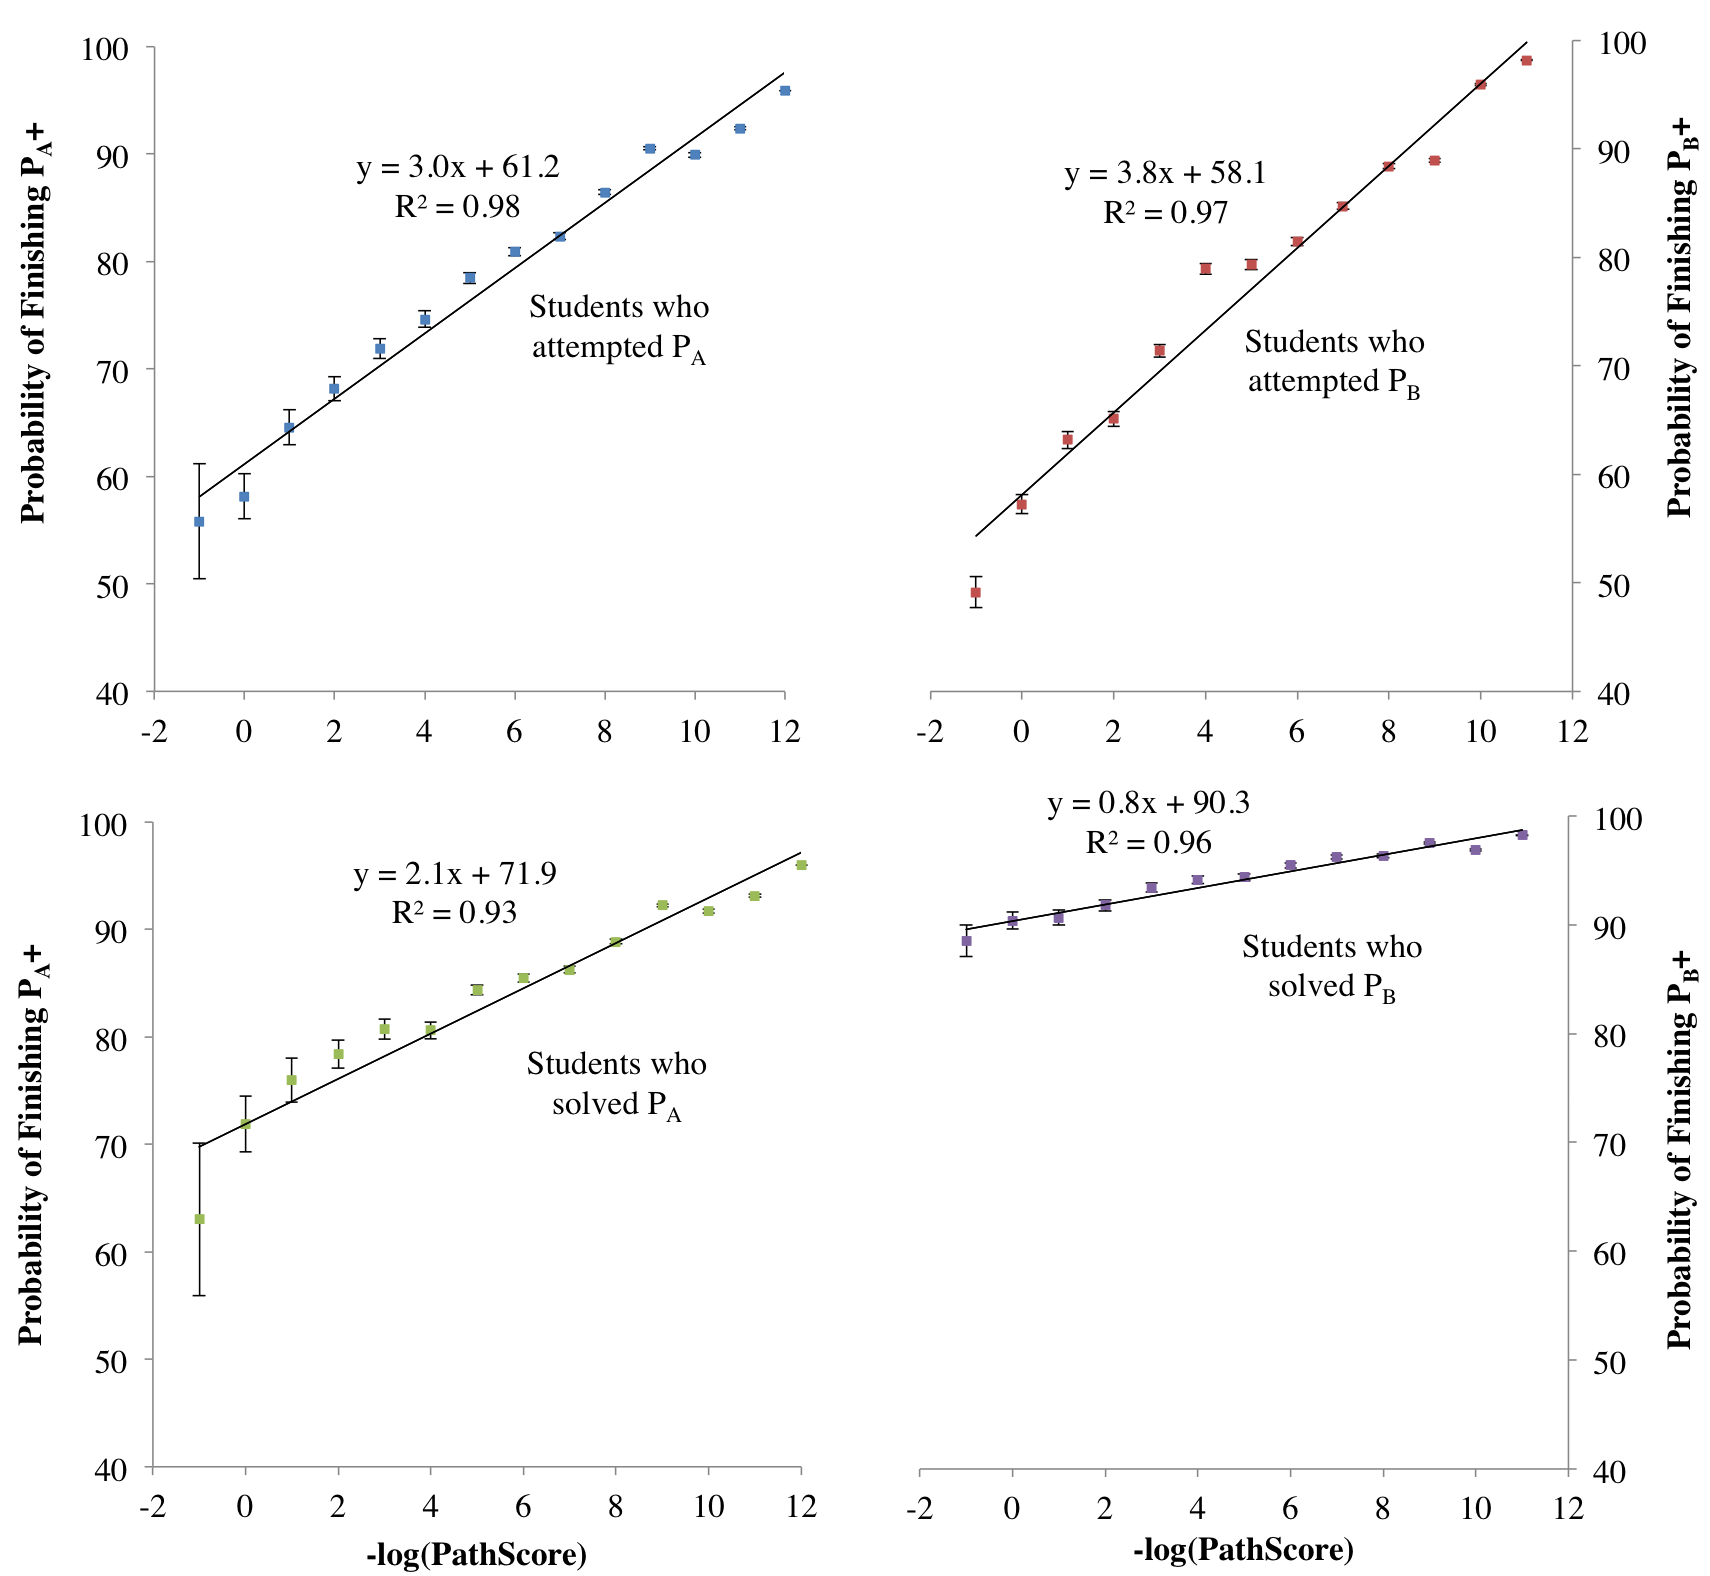 Probability of Finishing PA+
100
90
80
70
60
50
40
-2 0 2 4 6 8 10 12
y = 3.0x + 61.2
R² = 0.98
Students who
attempted PA
Probability of Finishing PB+
100
90
80
70
60
50
40
-2 0 2 4 6 8 10 12
y = 3.8x + 58.1
R² = 0.97
Students who
attempted PB
Probability of Finishing PA+
100
90
80
70
60
50
40
-2 0 2 4 6 8 10 12
y = 2.1x + 71.9
R² = 0.93
Students who
solved PA
-log(PathScore)
Probability of Finishing PB+
100
90
80
70
60
50
40
-2 0 2 4 6 8 10 12
y = 0.8x + 90.3
R² = 0.96
Students who
solved PB
-log(PathScore)